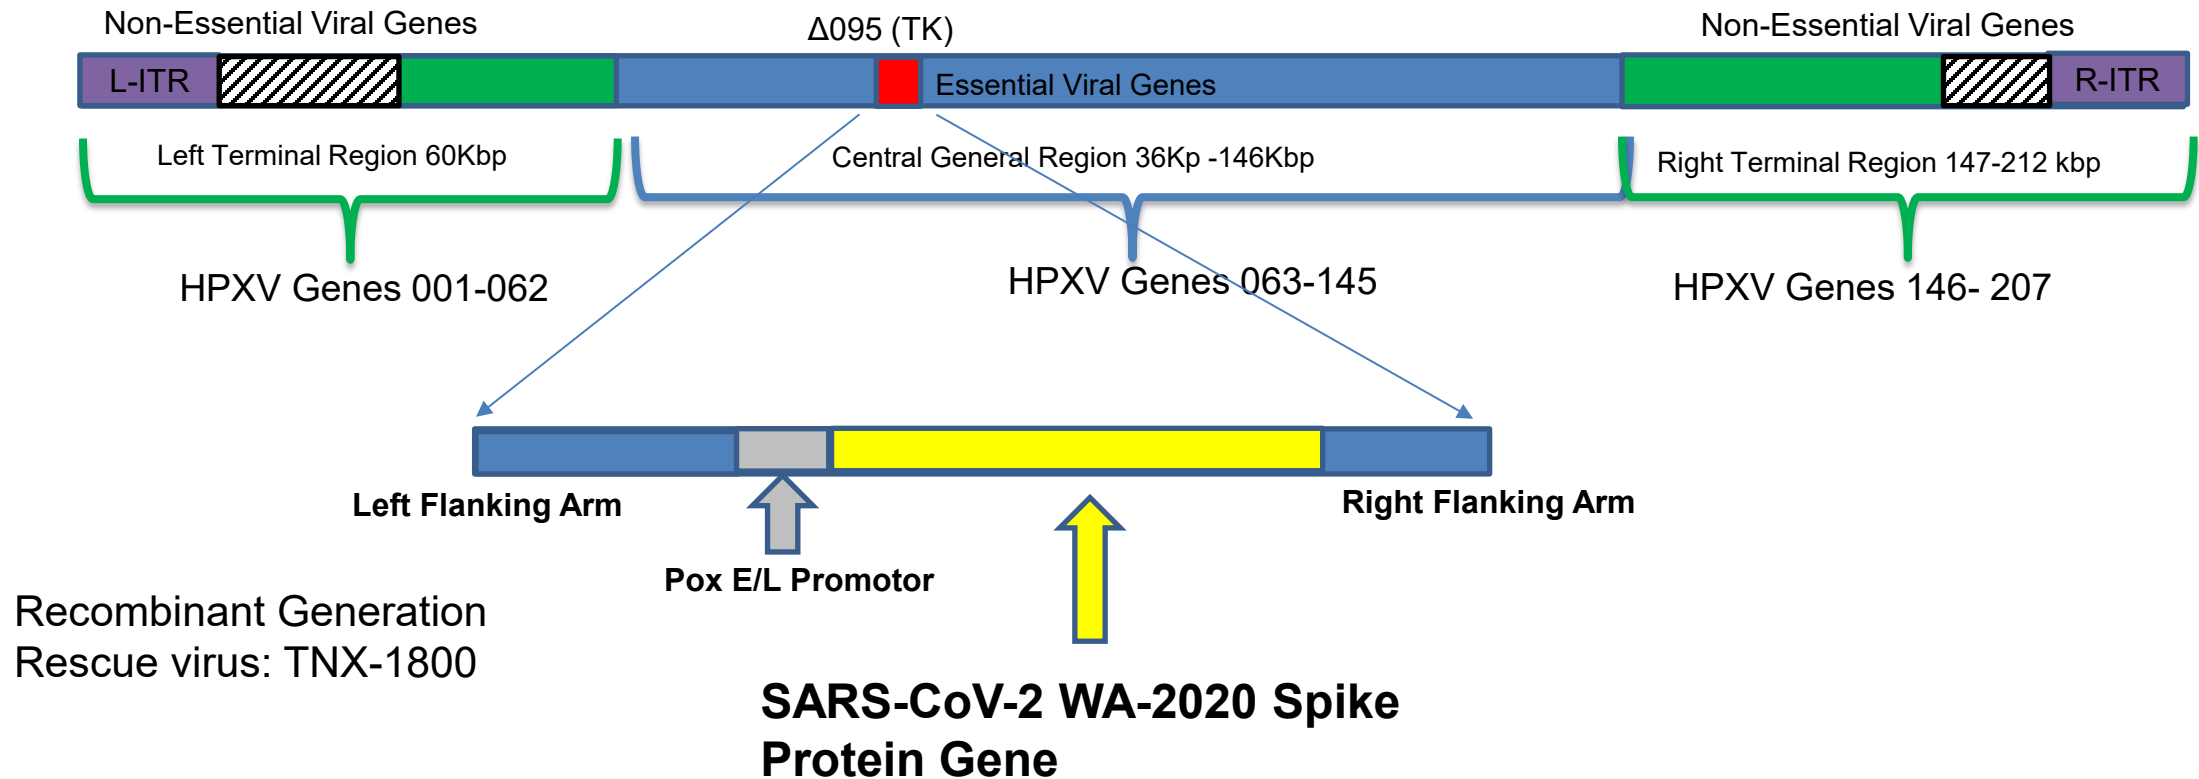 Non-Essential Viral Genes
Δ095 (TK)
Non-Essential Viral Genes
L-ITR
Essential Viral Genes
R-ITR
Left Terminal Region 60Kbp
Central General Region 36Kp -146Kbp
Right Terminal Region 147-212 kbp
HPXV Genes 001-062
HPXV Genes 063-145
HPXV Genes 146- 207
Left Flanking Arm
Right Flanking Arm
Pox E/L Promotor
Recombinant Generation
Rescue virus: TNX-1800
SARS-CoV-2 WA-2020 Spike
Protein Gene